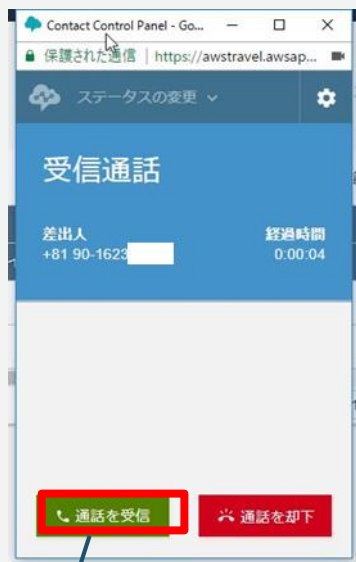 Contact Control Panel - Go...
保護された通信 | https://awstravel.awsap...
ステータスの変更
受信通話
差出人 経過時間
+81 90-1623 0:00:04
通話を受信 通話を却下